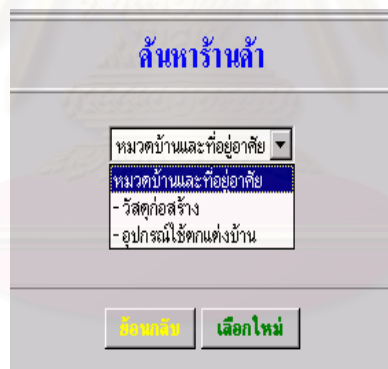 ค้นหาร้านค้า
หมวดบ้านและที่อยู่อาศัย
หมวดบ้านและที่อยู่อาศัย
- วัสดุก่อสร้าง
- อุปกรณ์ใช้ตกแต่งบ้าน
ย้อนกลับ เลือกใหม่